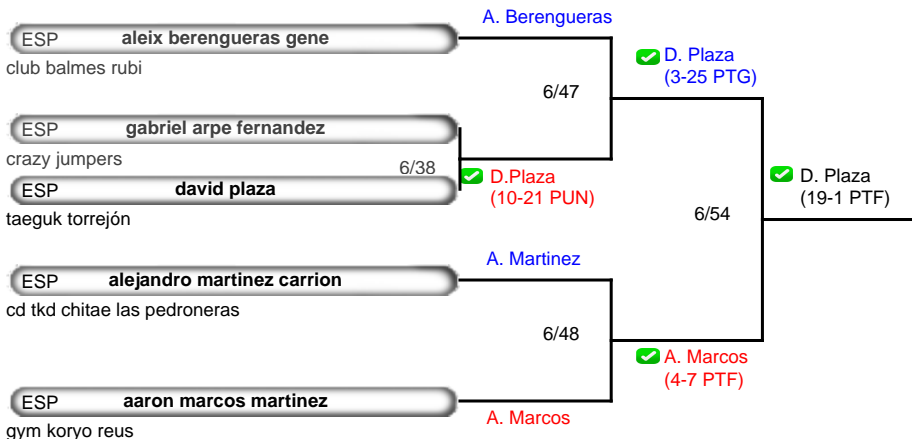 A. Berengueras
ESP aleix berengueras gene
club balmes rubi
D. Plaza
(3-25 PTG)
6/47
ESP gabriel arpe fernandez
crazy jumpers
6/38
ESP david plaza
taeguk torrejón
D.Plaza
(10-21 PUN)
D. Plaza
(19-1 PTF)
6/54
A. Martinez
ESP alejandro martinez carrion
cd tkd chitae las pedroneras
6/48
A. Marcos
(4-7 PTF)
ESP aaron marcos martinez
A. Marcos
gym koryo reus